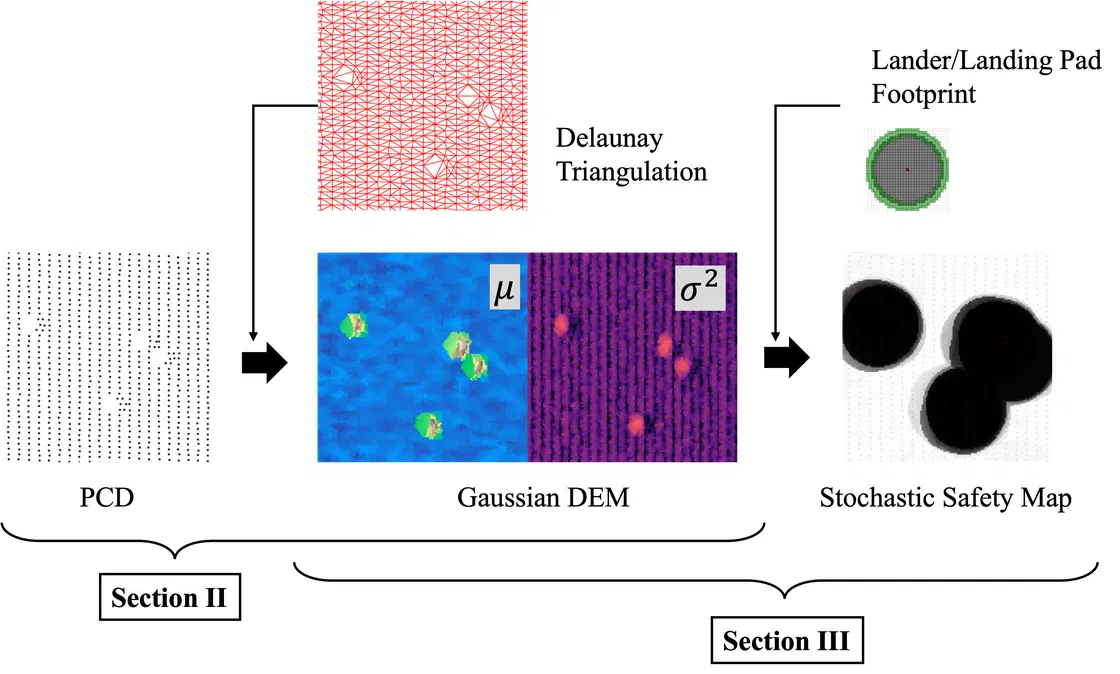 Lander/Landing Pad
Footprint
Delaunay
Triangulation
μ
σ²
PCD
Gaussian DEM
Stochastic Safety Map
Section II
Section III